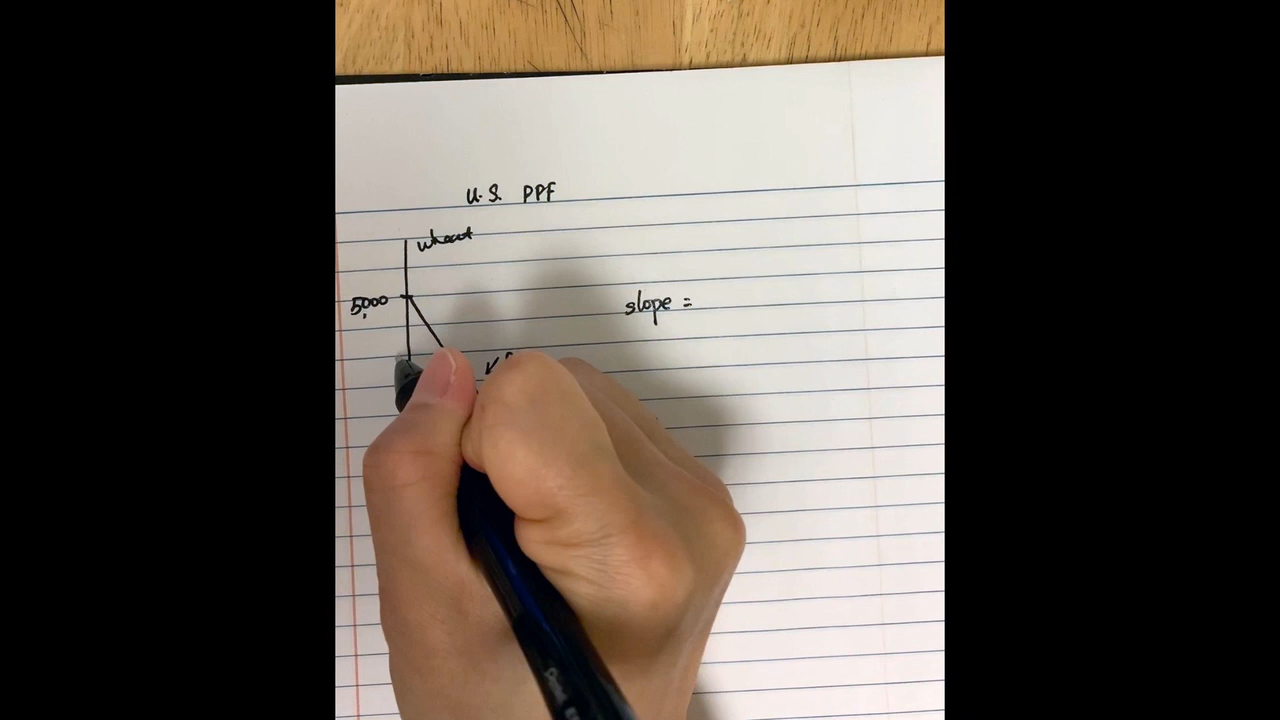 U.S. PPF
wheat
5,000
slope =